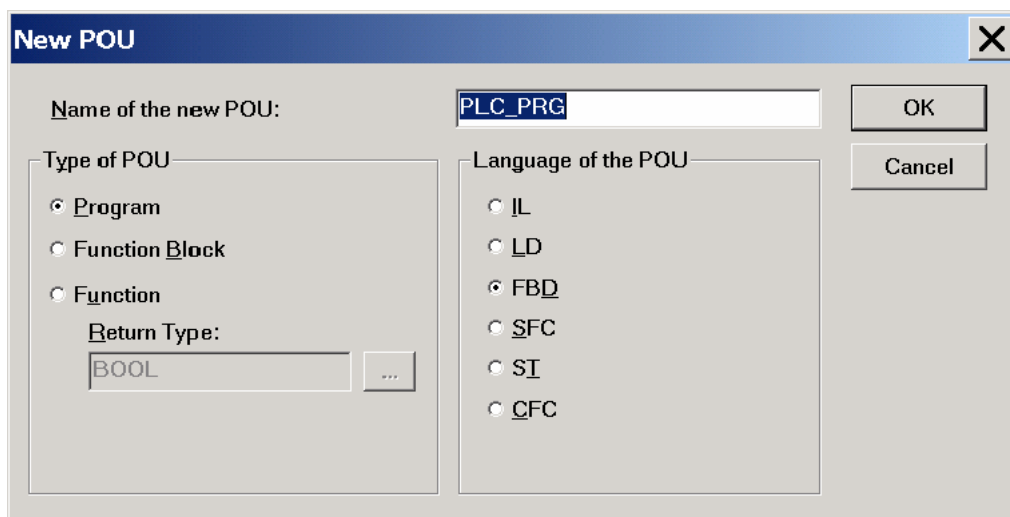 New POU
Name of the new POU:
PLC_PRG
OK
Cancel
Type of POU
Program
Function Block
Function
Return Type:
BOOL
...
Language of the POU
IL
LD
FBD
SFC
ST
CFC